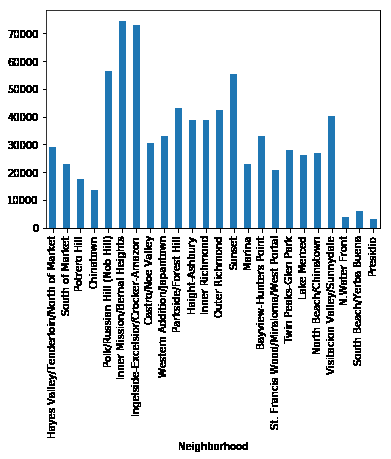 70000
60000
50000
40000
30000
20000
10000
0
Hayes Valley/Tenderloin/North of Market
South of Market
Potrero Hill
Chinatown
Polk/Russian Hill (Nob Hill)
Inner Mission/Bernal Heights
Ingelside-Excelsior/Crocker-Amazon
Castro/Noe Valley
Western Addition/Japantown
Parkside/Forest Hill
Haight-Ashbury
Inner Richmond
Outer Richmond
Sunset
Marina
Bayview-Hunters Point
St. Francis Wood/Miraloma/West Portal
Twin Peaks-Glen Park
Lake Merced
North Beach/Chinatown
Visitacion Valley/Sunnydale
N.Water Front
South Beach/Yerba Buena
Presidio
Neighborhood